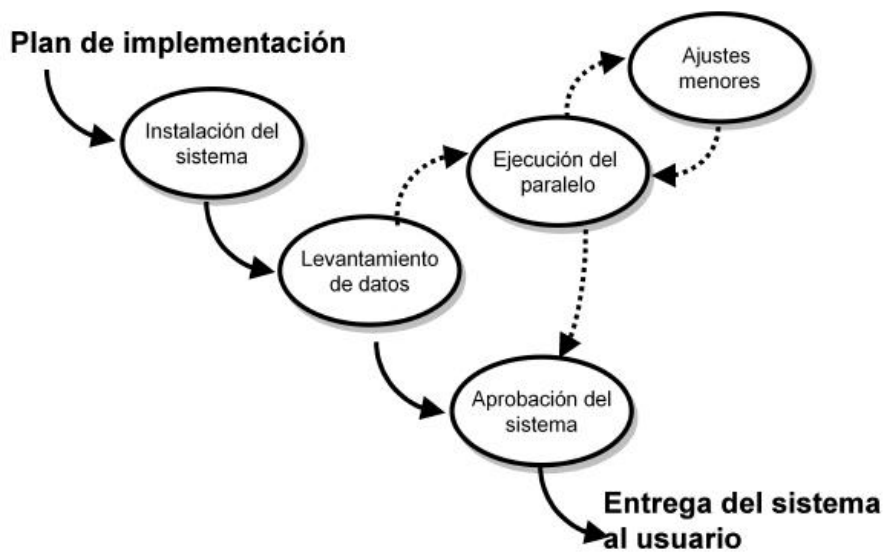 Plan de implementación
Ajustes
menores
Instalación del
sistema
Ejecución del
paralelo
Levantamiento
de datos
Aprobación del
sistema
Entrega del sistema
al usuario